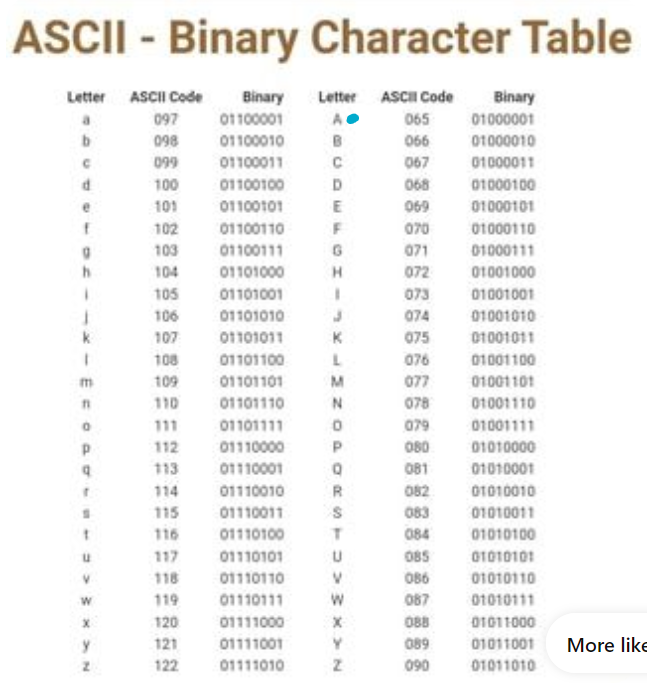 ASCII - Binary Character Table
Letter ASCII Code Binary Letter ASCII Code Binary
a 097 01100001 A 065 01000001
b 098 01100010 B 066 01000010
c 099 01100011 C 067 01000011
d 100 01100100 D 068 01000100
e 101 01100101 E 069 01000101
f 102 01100110 F 070 01000110
g 103 01100111 G 071 01000111
h 104 01101000 H 072 01001000
i 105 01101001 I 073 01001001
j 106 01101010 J 074 01001010
k 107 01101011 K 075 01001011
l 108 01101100 L 076 01001100
m 109 01101101 M 077 01001101
n 110 01101110 N 078 01001110
o 111 01101111 O 079 01001111
p 112 01110000 P 080 01010000
q 113 01110001 Q 081 01010001
r 114 01110010 R 082 01010010
s 115 01110011 S 083 01010011
t 116 01110100 T 084 01010100
u 117 01110101 U 085 01010101
v 118 01110110 V 086 01010110
w 119 01110111 W 087 01010111
x 120 01111000 X 088 01011000
y 121 01111001 Y 089 01011001
z 122 01111010 Z 090 01011010
More like